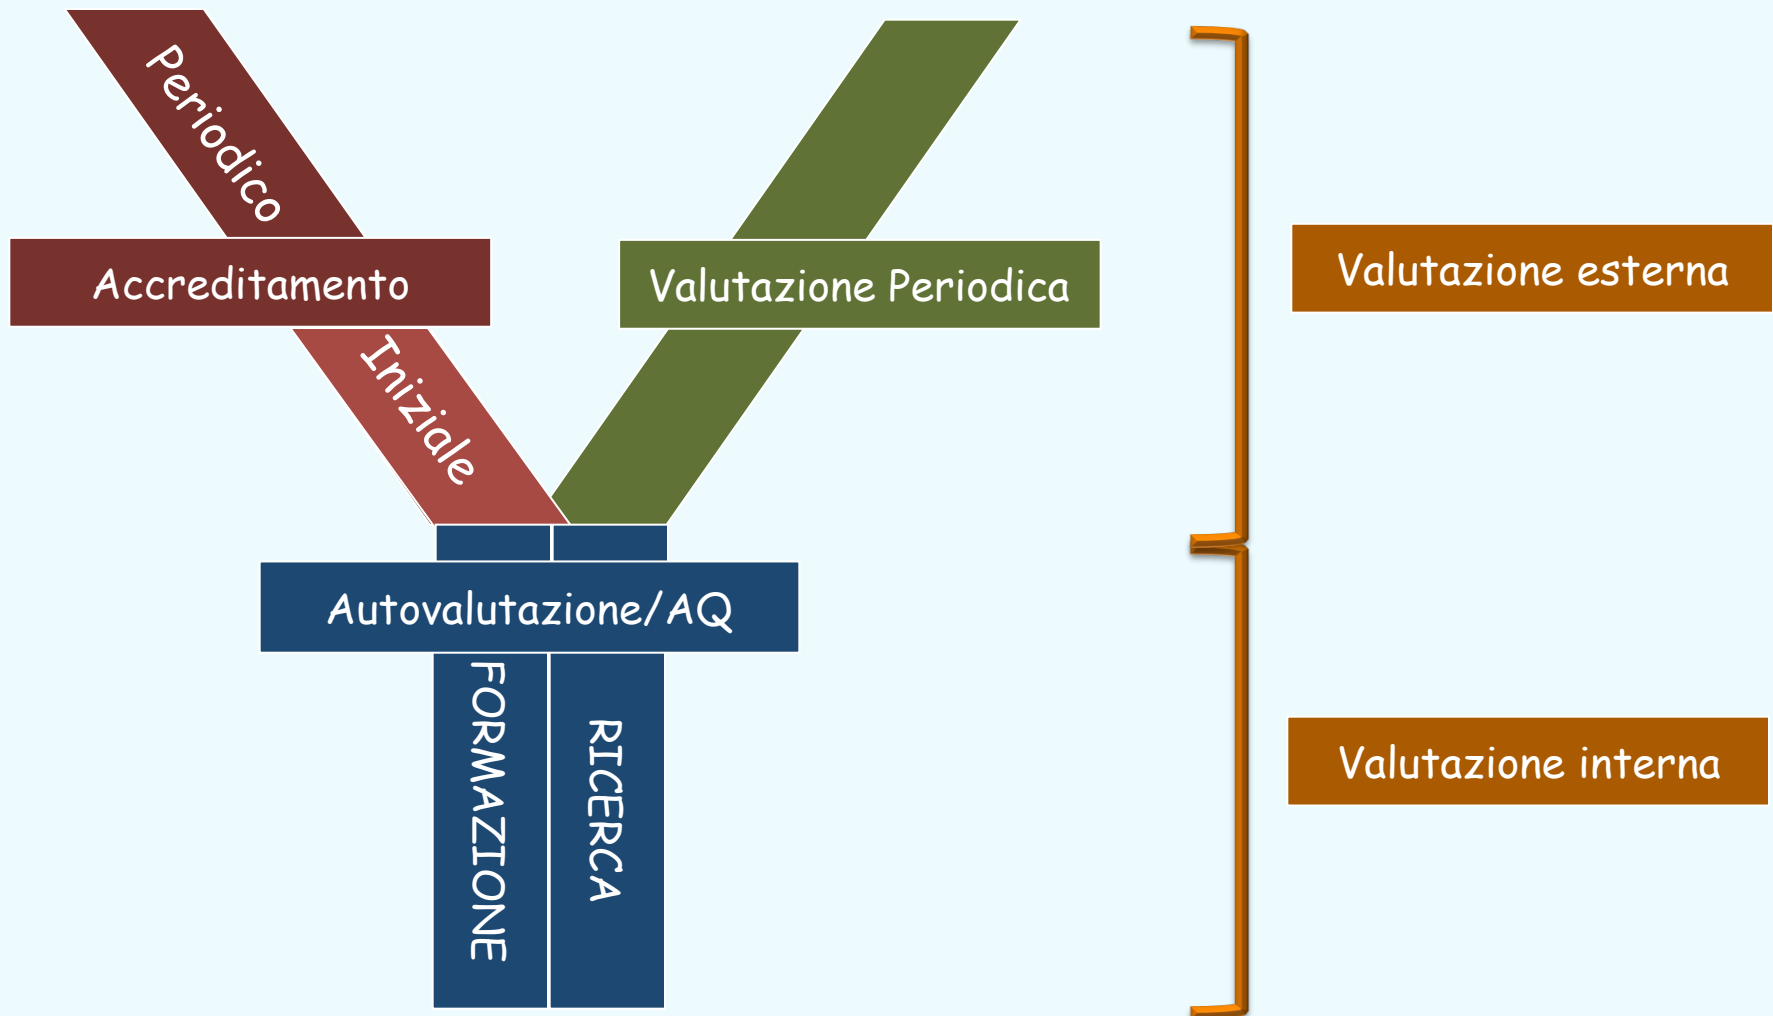 Periodico
Accreditamento
Valutazione Periodica
Valutazione esterna
Iniziale
Autovalutazione/AQ
FORMAZIONE
RICERCA
Valutazione interna